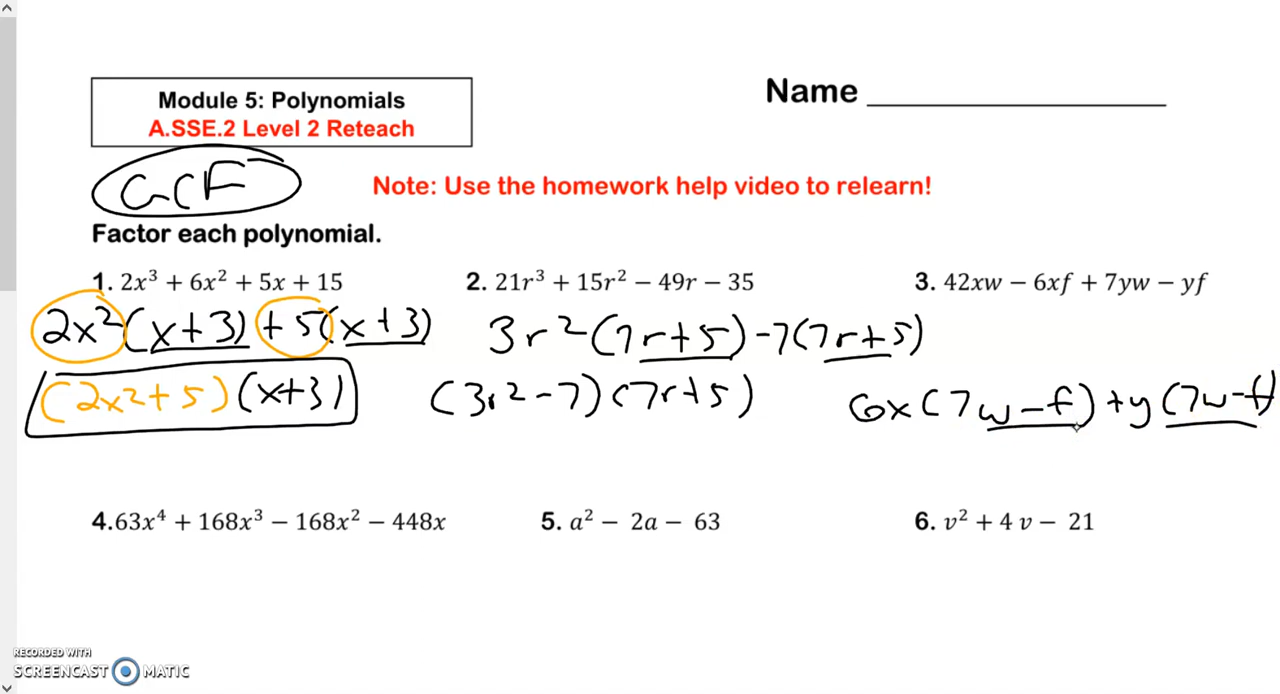 Module 5: Polynomials
A.SSE.2 Level 2 Reteach
Name
GCF
Note: Use the homework help video to relearn!
Factor each polynomial.
1. 2x³ + 6x² + 5x + 15
2. 21r³ + 15r² − 49r − 35
3. 42xw − 6xf + 7yw − yf
2x²(x+3) + 5(x+3)
3r²(7r+5) - 7(7r+5)
(2x²+5)(x+3)
(3r²-7)(7r+5)
6x(7w-f)+y(7w-f)
4. 63x⁴ + 168x³ − 168x² − 448x
5. a² − 2a − 63
6. v² + 4 v − 21
RECORDED WITH
SCREENCAST MATIC